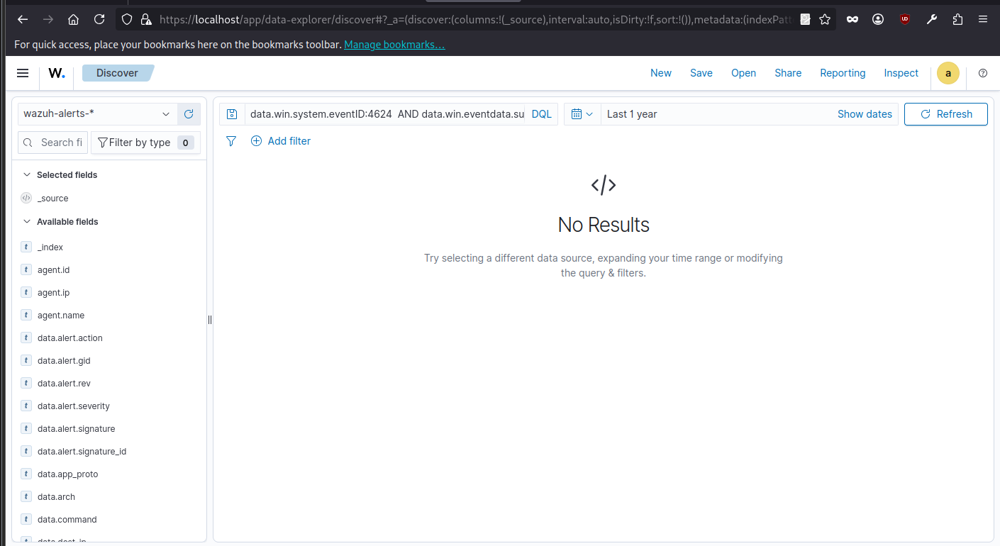 https://localhost/app/data-explorer/discover#?_a=(discover:(columns:!(_source),interval:auto,isDirty:!f,sort:!()),metadata:(indexPatt
For quick access, place your bookmarks here on the bookmarks toolbar. Manage bookmarks…
W. Discover New Save Open Share Reporting Inspect a
wazuh-alerts-*
data.win.system.eventID:4624 AND data.win.eventdata.su DQL Last 1 year Show dates Refresh
Search fi Filter by type 0
Add filter
Selected fields
_source
Available fields
_index
agent.id
agent.ip
agent.name
data.alert.action
data.alert.gid
data.alert.rev
data.alert.severity
data.alert.signature
data.alert.signature_id
data.app_proto
data.arch
data.command
data.dest_ip
No Results
Try selecting a different data source, expanding your time range or modifying
the query & filters.